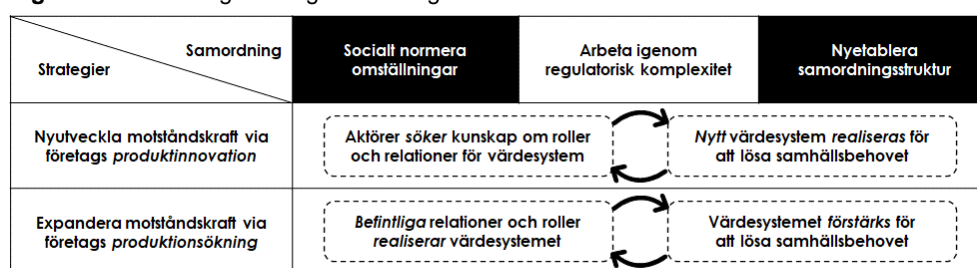 Samordning
Strategier
Socialt normera
omställningar
Arbeta igenom
regulatorisk komplexitet
Nyetablera
samordningsstruktur
Nyutveckla motståndskraft via
företags produktinnovation
Aktörer söker kunskap om roller
och relationer för värdesystem
Nytt värdesystem realiseras för
att lösa samhällsbehovet
Expandera motståndskraft via
företags produktionsökning
Befintliga relationer och roller
realiserar värdesystemet
Värdesystemet förstärks för
att lösa samhällsbehovet